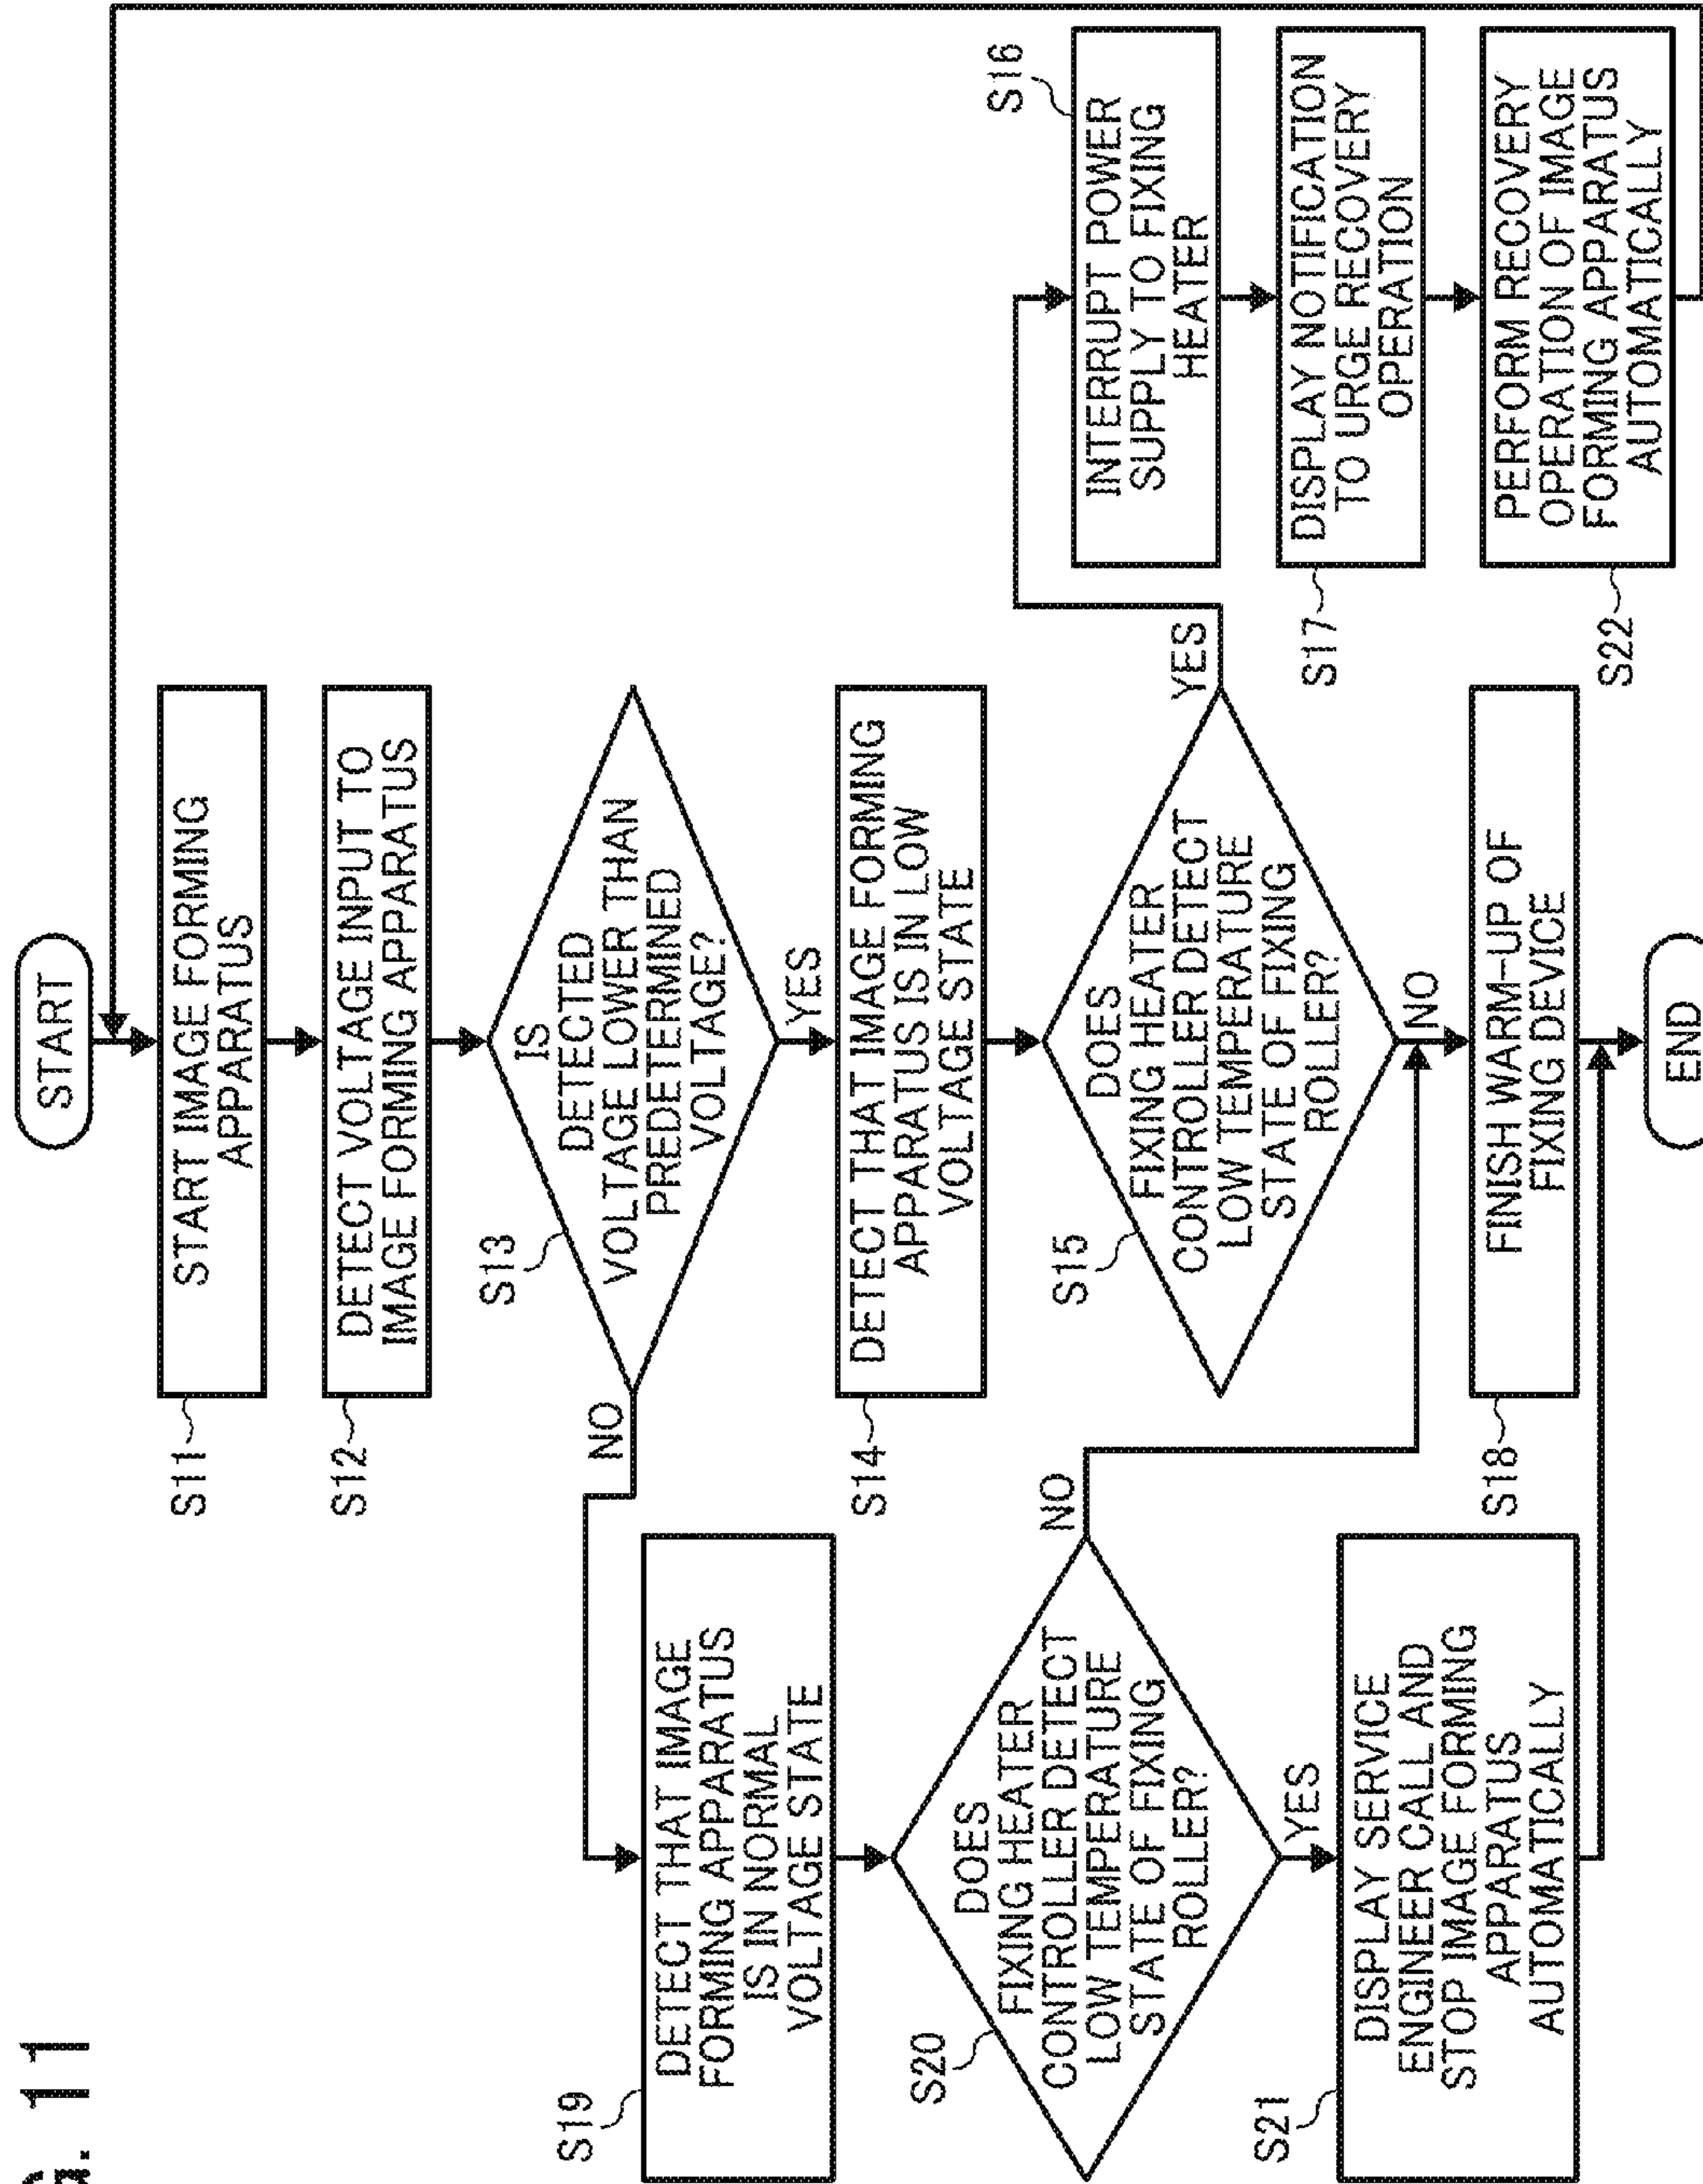 G. 11
START
S11
START IMAGE FORMING
APPARATUS
S12
DETECT VOLTAGE INPUT TO
IMAGE FORMING APPARATUS
S13
IS
DETECTED
VOLTAGE LOWER THAN
PREDETERMINED
VOLTAGE?
NO
YES
S14
DETECT THAT IMAGE FORMING
APPARATUS IS IN LOW
VOLTAGE STATE
S15
DOES
FIXING HEATER
CONTROLLER DETECT
LOW TEMPERATURE
STATE OF FIXING
ROLLER?
YES
NO
S16
INTERRUPT POWER
SUPPLY TO FIXING
HEATER
S17
DISPLAY NOTIFICATION
TO URGE RECOVERY
OPERATION
S22
PERFORM RECOVERY
OPERATION OF IMAGE
FORMING APPARATUS
AUTOMATICALLY
S18
FINISH WARM-UP OF
FIXING DEVICE
S19
DETECT THAT IMAGE
FORMING APPARATUS
IS IN NORMAL
VOLTAGE STATE
S20
DOES
FIXING HEATER
CONTROLLER DETECT
LOW TEMPERATURE
STATE OF FIXING
ROLLER?
NO
YES
S21
DISPLAY SERVICE
ENGINEER CALL AND
STOP IMAGE FORMING
APPARATUS
AUTOMATICALLY
END